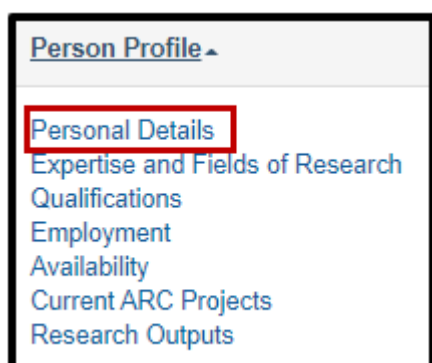 Person Profile
Personal Details
Expertise and Fields of Research
Qualifications
Employment
Availability
Current ARC Projects
Research Outputs